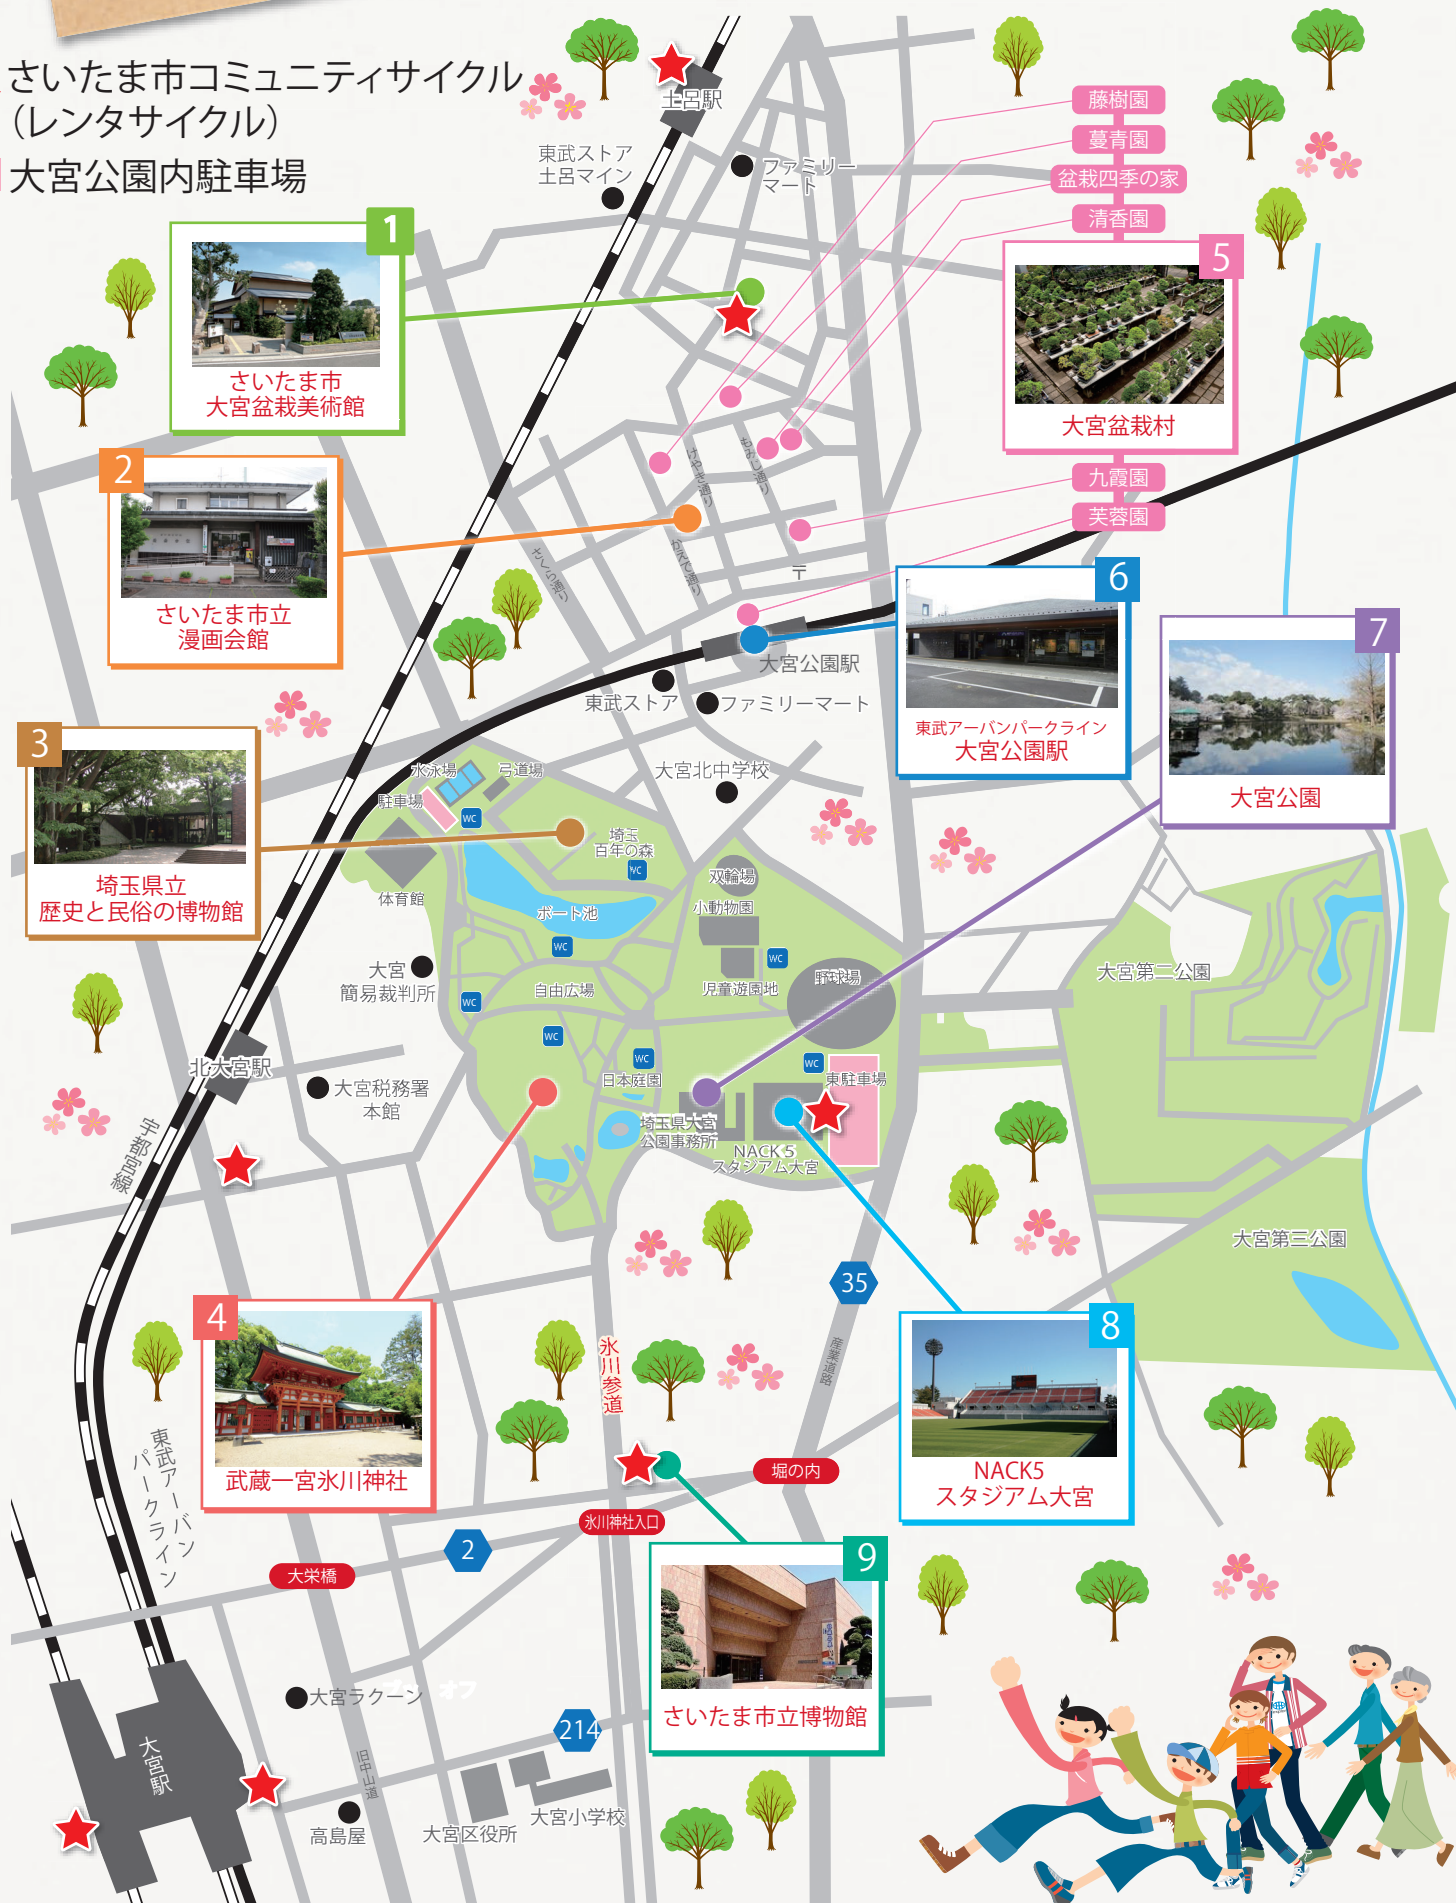 さいたま市コミュニティサイクル
（レンタサイクル）
大宮公園内駐車場
土呂駅
東武ストア
土呂マイン
ファミリー
マート
藤樹園
蔓青園
盆栽四季の家
清香園
1
さいたま市
大宮盆栽美術館
5
大宮盆栽村
九霞園
芙蓉園
2
さいたま市立
漫画会館
けやき通り
もみじ通り
かえで通り
さくら通り
〒
6
東武アーバンパークライン
大宮公園駅
7
大宮公園
大宮公園駅
東武ストア
ファミリーマート
大宮北中学校
3
埼玉県立
歴史と民俗の博物館
水泳場
弓道場
駐車場
WC
埼玉
百年の森
WC
体育館
ボート池
WC
双輪場
小動物園
WC
児童遊園地
野球場
大宮
簡易裁判所
WC
自由広場
WC
WC
日本庭園
WC
東駐車場
埼玉県大宮
公園事務所
NACK 5
スタジアム大宮
大宮第二公園
大宮第三公園
北大宮駅
大宮税務署
本館
宇都宮線
35
産業道路
氷川参道
4
武蔵一宮氷川神社
8
NACK5
スタジアム大宮
東武アーバン
パークライン
堀の内
氷川神社入口
2
大栄橋
9
さいたま市立博物館
大宮ラクーン
オフ
214
大宮駅
旧中山道
高島屋
大宮区役所
大宮小学校